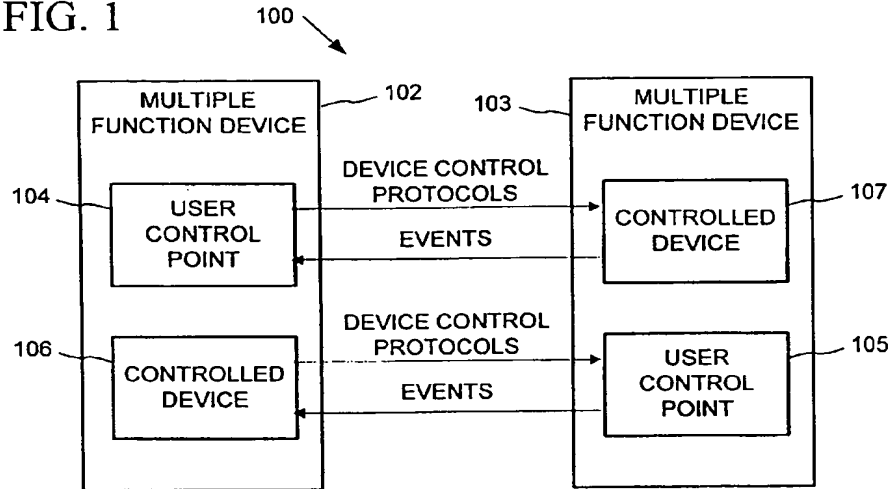 FIG. 1
100
MULTIPLE
FUNCTION DEVICE
102
103
MULTIPLE
FUNCTION DEVICE
104
USER
CONTROL
POINT
DEVICE CONTROL
PROTOCOLS
EVENTS
CONTROLLED
DEVICE
107
106
CONTROLLED
DEVICE
DEVICE CONTROL
PROTOCOLS
EVENTS
USER
CONTROL
POINT
105